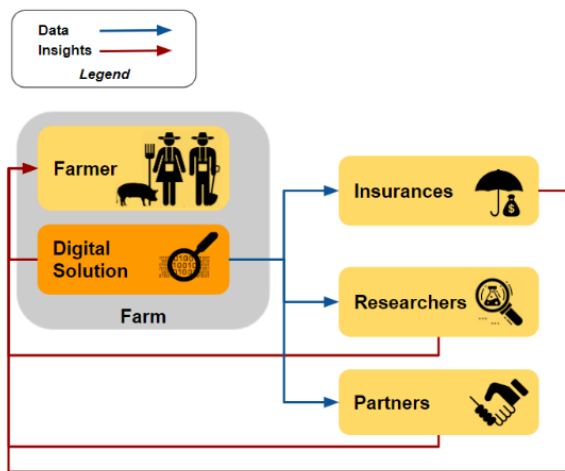 Data
Insights
Legend
Farmer
Digital
Solution
Farm
Insurances
$
Researchers
Partners